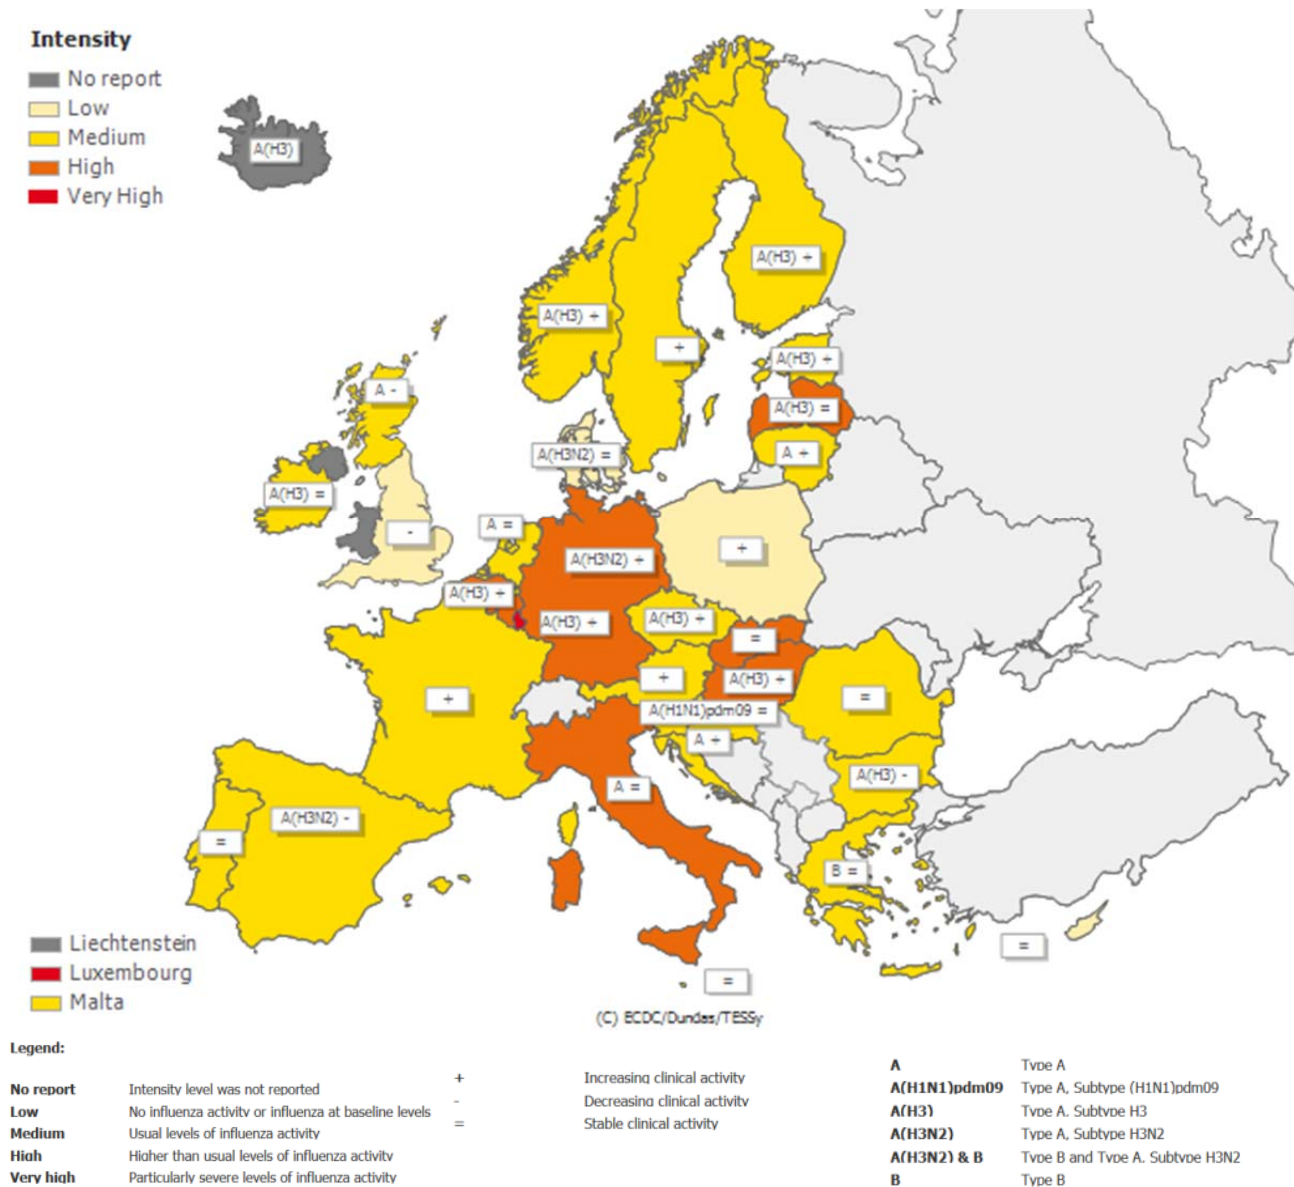 Intensity
No report
Low
Medium
High
Very High
A(H3)
A(H3) +
A(H3) +
+
A(H3) +
A -
A(H3) =
A(H3N2) =
A +
A(H3) =
-
A =
A(H3N2) +
+
A(H3) +
A(H3) +
A(H3) +
=
+
A(H3) +
+
=
A(H1N1)pdm09 =
A +
A(H3) -
A =
A(H3N2) -
=
B =
=
=
Liechtenstein
Luxembourg
Malta
(C) ECDC/Dundas/TESSy
Legend:
No report Intensity level was not reported
Low No influenza activity or influenza at baseline levels
Medium Usual levels of influenza activity
High Higher than usual levels of influenza activity
Very high Particularly severe levels of influenza activity
+ Increasing clinical activity
- Decreasing clinical activity
= Stable clinical activity
A Type A
A(H1N1)pdm09 Type A, Subtype (H1N1)pdm09
A(H3) Type A. Subtype H3
A(H3N2) Type A, Subtype H3N2
A(H3N2) & B Type B and Type A. Subtype H3N2
B Type B